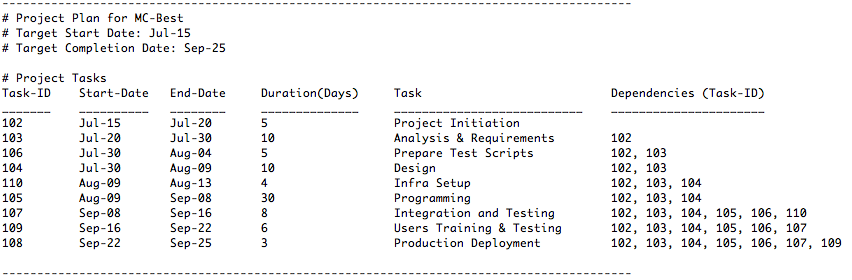 # Project Plan for MC-Best
# Target Start Date: Jul-15
# Target Completion Date: Sep-25
# Project Tasks
Task-ID Start-Date End-Date Duration(Days) Task Dependencies (Task-ID)
102 Jul-15 Jul-20 5 Project Initiation
103 Jul-20 Jul-30 10 Analysis & Requirements 102
106 Jul-30 Aug-04 5 Prepare Test Scripts 102, 103
104 Jul-30 Aug-09 10 Design 102, 103
110 Aug-09 Aug-13 4 Infra Setup 102, 103, 104
105 Aug-09 Sep-08 30 Programming 102, 103, 104
107 Sep-08 Sep-16 8 Integration and Testing 102, 103, 104, 105, 106, 110
109 Sep-16 Sep-22 6 Users Training & Testing 102, 103, 104, 105, 106, 107
108 Sep-22 Sep-25 3 Production Deployment 102, 103, 104, 105, 106, 107, 109